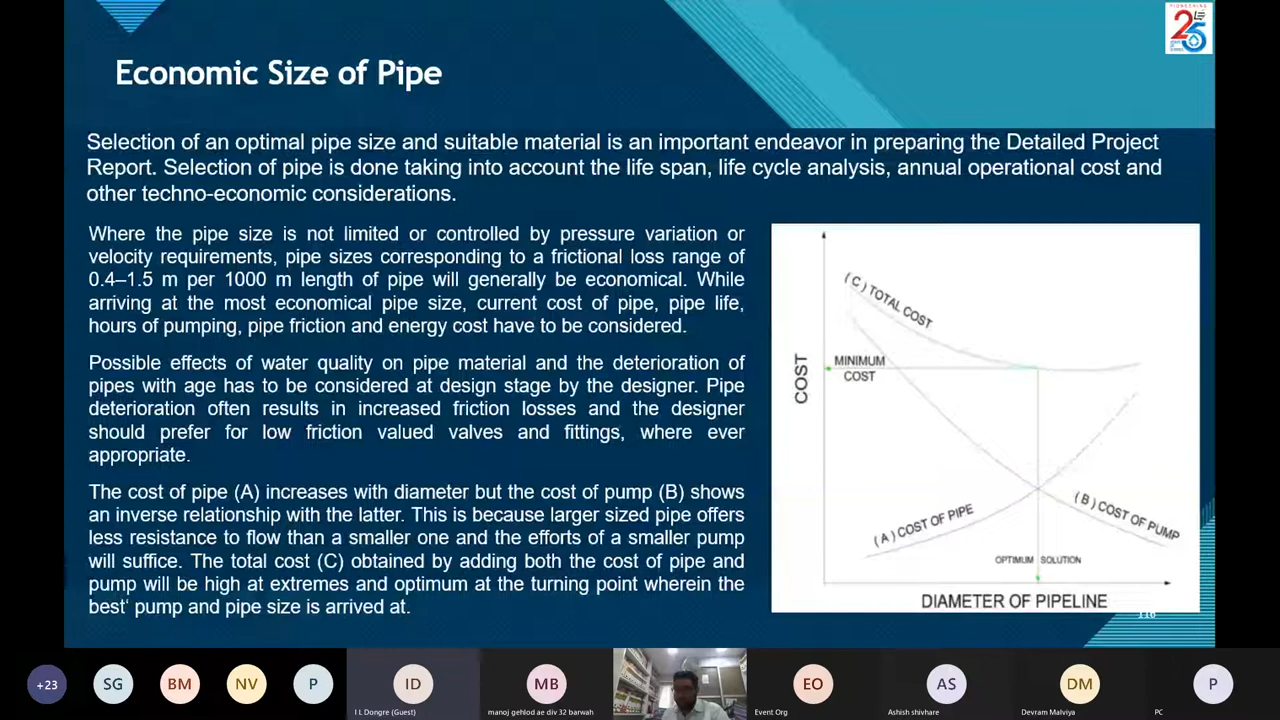 PIONEERING
25
Economic Size of Pipe
Selection of an optimal pipe size and suitable material is an important endeavor in preparing the Detailed Project
Report. Selection of pipe is done taking into account the life span, life cycle analysis, annual operational cost and
other techno-economic considerations.
Where the pipe size is not limited or controlled by pressure variation or
velocity requirements, pipe sizes corresponding to a frictional loss range of
0.4–1.5 m per 1000 m length of pipe will generally be economical. While
arriving at the most economical pipe size, current cost of pipe, pipe life,
hours of pumping, pipe friction and energy cost have to be considered.
Possible effects of water quality on pipe material and the deterioration of
pipes with age has to be considered at design stage by the designer. Pipe
deterioration often results in increased friction losses and the designer
should prefer for low friction valued valves and fittings, where ever
appropriate.
The cost of pipe (A) increases with diameter but the cost of pump (B) shows
an inverse relationship with the latter. This is because larger sized pipe offers
less resistance to flow than a smaller one and the efforts of a smaller pump
will suffice. The total cost (C) obtained by adding both the cost of pipe and
pump will be high at extremes and optimum at the turning point wherein the
best' pump and pipe size is arrived at.
( C ) TOTAL COST
MINIMUM
COST
COST
( A ) COST OF PIPE
( B ) COST OF PUMP
OPTIMUM SOLUTION
DIAMETER OF PIPELINE
116
+23
SG
BM
NV
P
ID
I L Dongre (Guest)
MB
manoj gehlod ae div 32 barwah
EO
Event Org
AS
Ashish shivhare
DM
Devram Malviya
P
PC